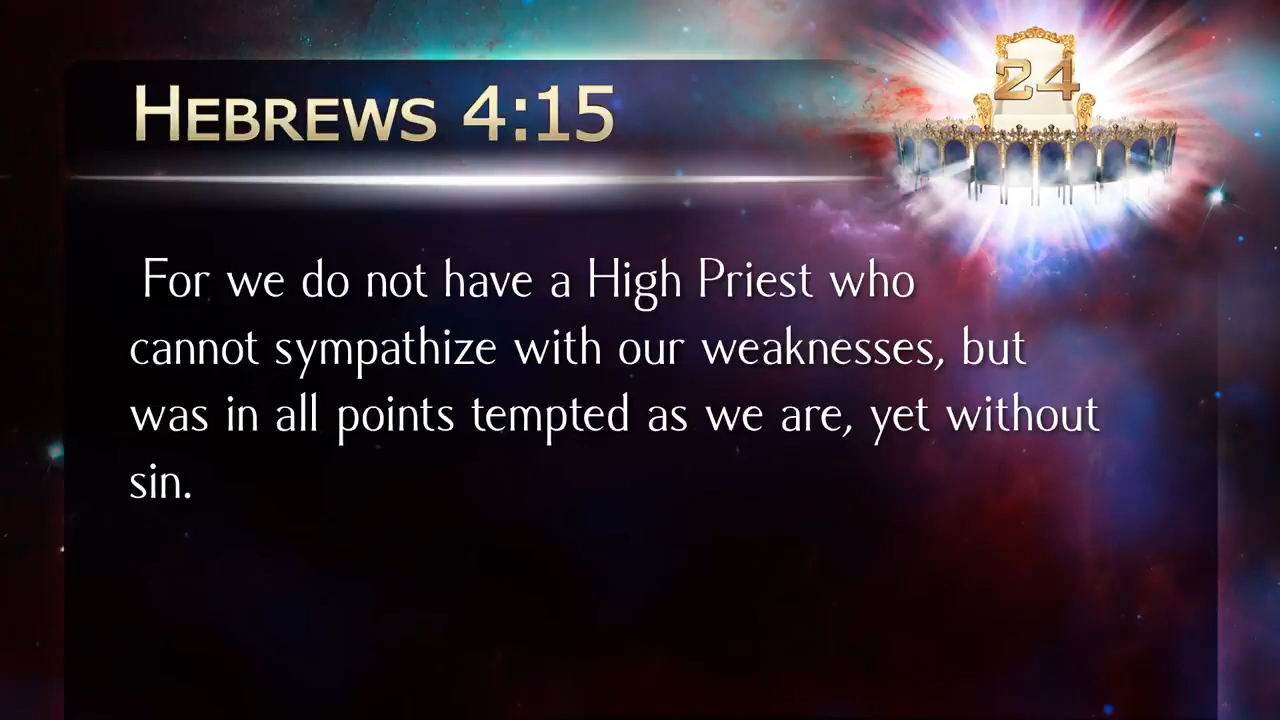 HEBREWS 4:15
24
For we do not have a High Priest who
cannot sympathize with our weaknesses, but
was in all points tempted as we are, yet without
sin.